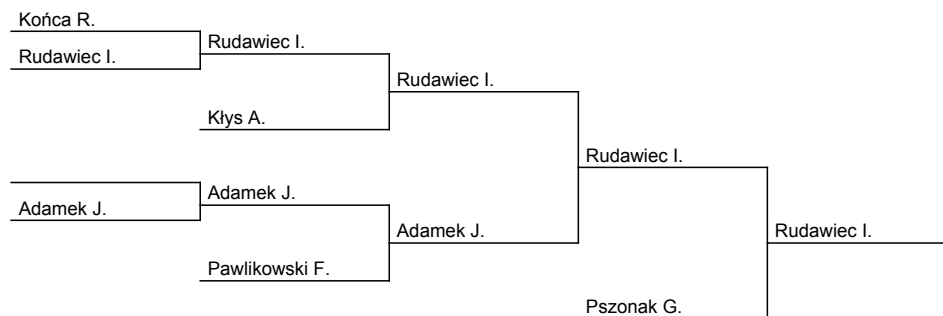 Końca R.
Rudawiec I.
Rudawiec I.
Rudawiec I.
Kłys A.
Rudawiec I.
Adamek J.
Adamek J.
Adamek J.
Rudawiec I.
Pawlikowski F.
Pszonak G.